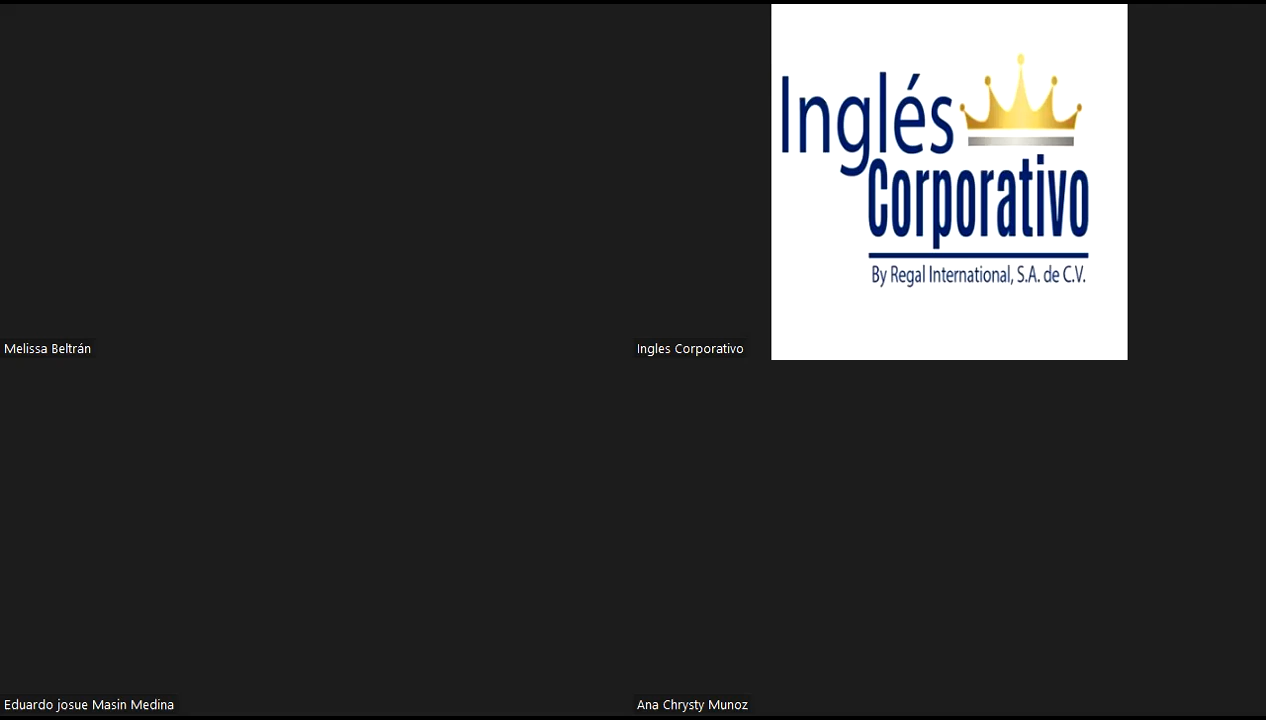 Inglés
Corporativo
By Regal International, S.A. de C.V.
Melissa Beltrán
Ingles Corporativo
Eduardo josue Masin Medina
Ana Chrysty Munoz